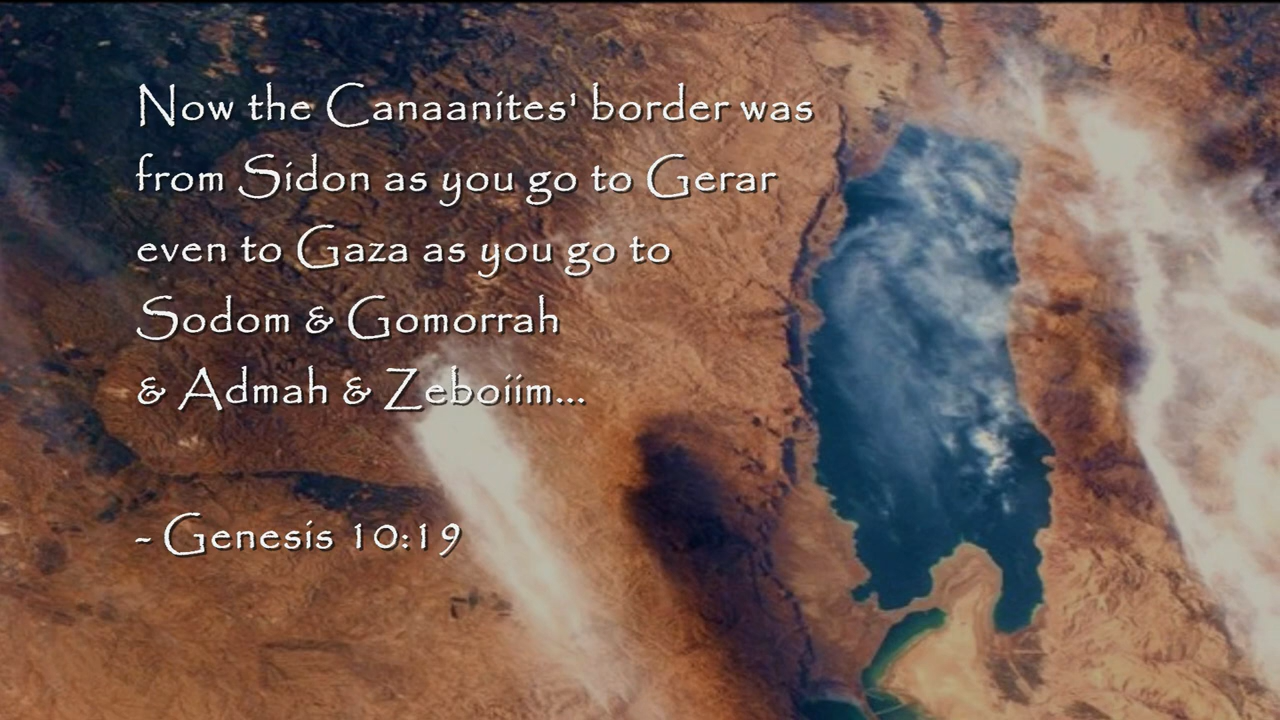 Now the Canaanites' border was
from Sidon as you go to Gerar
even to Gaza as you go to
Sodom & Gomorrah
& Admah & Zeboiim...
- Genesis 10:19